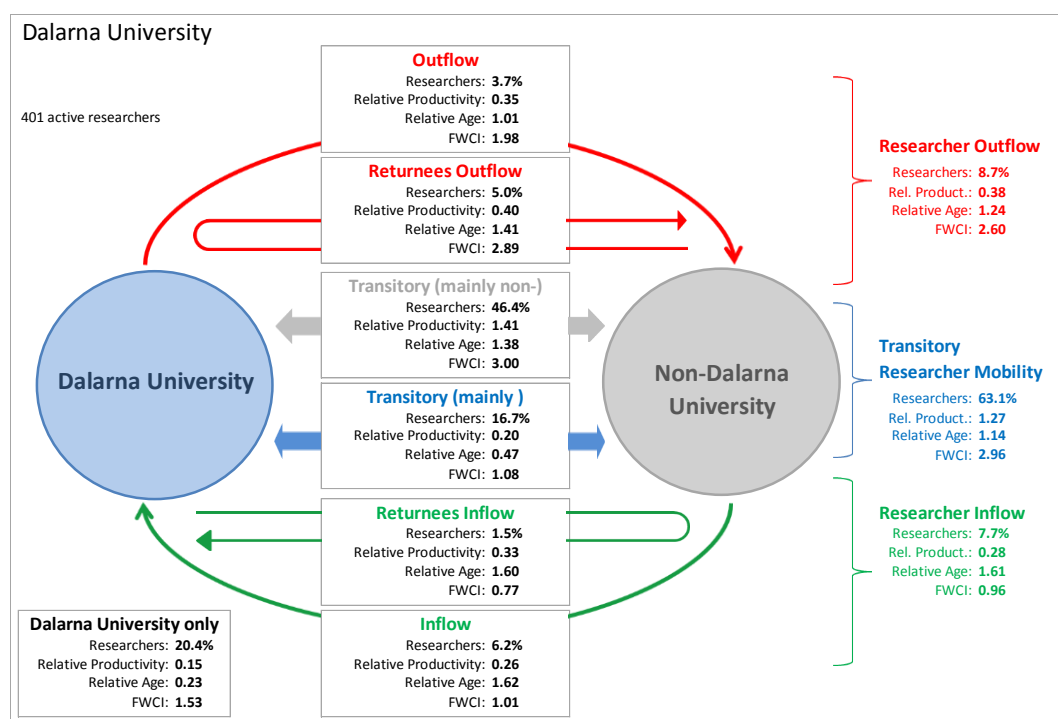 Dalarna University
401 active researchers
Outflow
Researchers: 3.7%
Relative Productivity: 0.35
Relative Age: 1.01
FWCI: 1.98
Returnees Outflow
Researchers: 5.0%
Relative Productivity: 0.40
Relative Age: 1.41
FWCI: 2.89
Transitory (mainly non-)
Researchers: 46.4%
Relative Productivity: 1.41
Relative Age: 1.38
FWCI: 3.00
Transitory (mainly )
Researchers: 16.7%
Relative Productivity: 0.20
Relative Age: 0.47
FWCI: 1.08
Returnees Inflow
Researchers: 1.5%
Relative Productivity: 0.33
Relative Age: 1.60
FWCI: 0.77
Inflow
Researchers: 6.2%
Relative Productivity: 0.26
Relative Age: 1.62
FWCI: 1.01
Dalarna University
Non-Dalarna
University
Researcher Outflow
Researchers: 8.7%
Rel. Product.: 0.38
Relative Age: 1.24
FWCI: 2.60
Transitory
Researcher Mobility
Researchers: 63.1%
Rel. Product.: 1.27
Relative Age: 1.14
FWCI: 2.96
Researcher Inflow
Researchers: 7.7%
Rel. Product.: 0.28
Relative Age: 1.61
FWCI: 0.96
Dalarna University only
Researchers: 20.4%
Relative Productivity: 0.15
Relative Age: 0.23
FWCI: 1.53